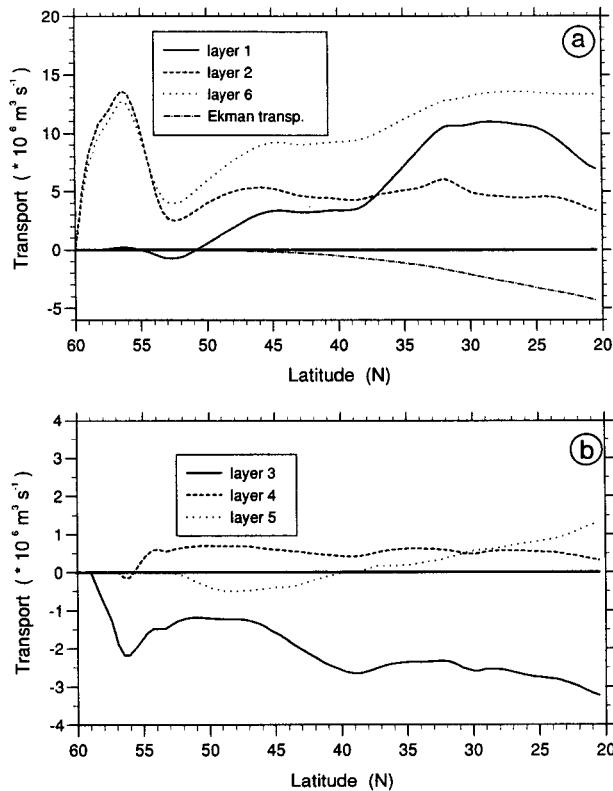 a
layer 1
layer 2
layer 6
Ekman transp.
20
15
10
5
0
-5
Transport ( * 10⁶ m³ s⁻¹ )
60 55 50 45 40 35 30 25 20
Latitude (N)
b
layer 3
layer 4
layer 5
4
3
2
1
0
-1
-2
-3
-4
Transport ( * 10⁶ m³ s⁻¹ )
60 55 50 45 40 35 30 25 20
Latitude (N)